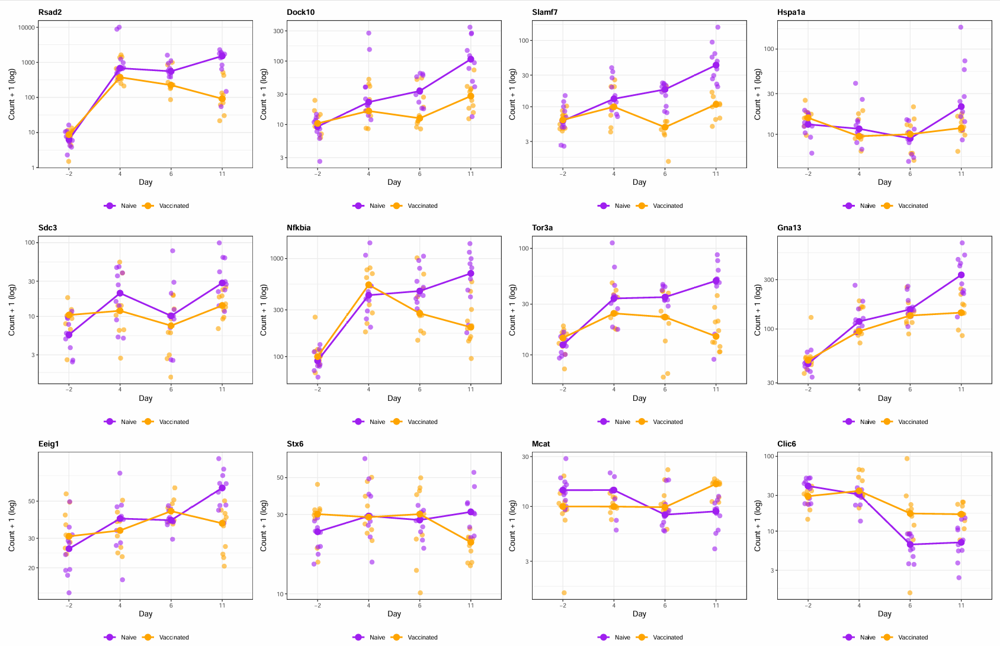 Rsad2
Dock10
Slamf7
Hspa1a
Count + 1 (log)
10000
1000
100
10
1
−2
4
6
11
Day
Naive
Vaccinated
Count + 1 (log)
300
100
30
10
3
−2
4
6
11
Day
Naive
Vaccinated
Count + 1 (log)
100
30
10
3
−2
4
6
11
Day
Naive
Vaccinated
Count + 1 (log)
100
30
10
−2
4
6
11
Day
Naive
Vaccinated
Sdc3
Nfkbia
Tor3a
Gna13
Count + 1 (log)
100
30
10
3
−2
4
6
11
Day
Naive
Vaccinated
Count + 1 (log)
1000
300
100
−2
4
6
11
Day
Naive
Vaccinated
Count + 1 (log)
100
30
10
−2
4
6
11
Day
Naive
Vaccinated
Count + 1 (log)
300
100
30
−2
4
6
11
Day
Naive
Vaccinated
Eeig1
Stx6
Mcat
Clic6
Count + 1 (log)
50
30
20
−2
4
6
11
Day
Naive
Vaccinated
Count + 1 (log)
50
30
10
−2
4
6
11
Day
Naive
Vaccinated
Count + 1 (log)
30
10
3
−2
4
6
11
Day
Naive
Vaccinated
Count + 1 (log)
100
30
10
3
−2
4
6
11
Day
Naive
Vaccinated